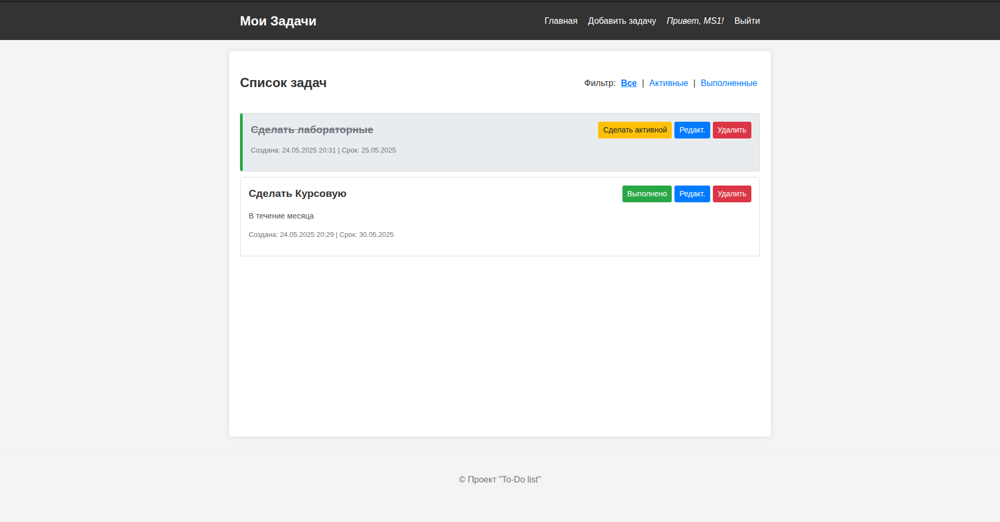 Мои Задачи
Главная Добавить задачу Привет, MS1! Выйти
Список задач
Фильтр: Все | Активные | Выполненные
Сделать лабораторные
Сделать активной Редакт. Удалить
Создана: 24.05.2025 20:31 | Срок: 25.05.2025
Сделать Курсовую
Выполнено Редакт. Удалить
В течение месяца
Создана: 24.05.2025 20:29 | Срок: 30.05.2025
© Проект "To-Do list"